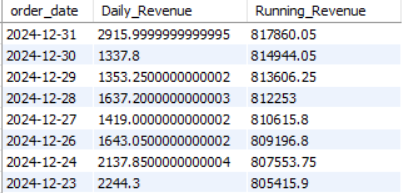 order_date Daily_Revenue Running_Revenue
2024-12-31 2915.9999999999995 817860.05
2024-12-30 1337.8 814944.05
2024-12-29 1353.2500000000002 813606.25
2024-12-28 1637.2000000000003 812253
2024-12-27 1419.0000000000002 810615.8
2024-12-26 1643.0500000000002 809196.8
2024-12-24 2137.8500000000004 807553.75
2024-12-23 2244.3 805415.9